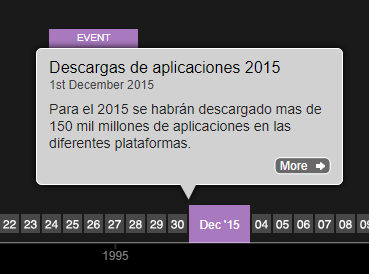 EVENT
Descargas de aplicaciones 2015
1st December 2015
Para el 2015 se habrán descargado mas de
150 mil millones de aplicaciones en las
diferentes plataformas.
More
22 23 24 25 26 27 28 29 30 Dec '15 04 05 06 07 08
1995